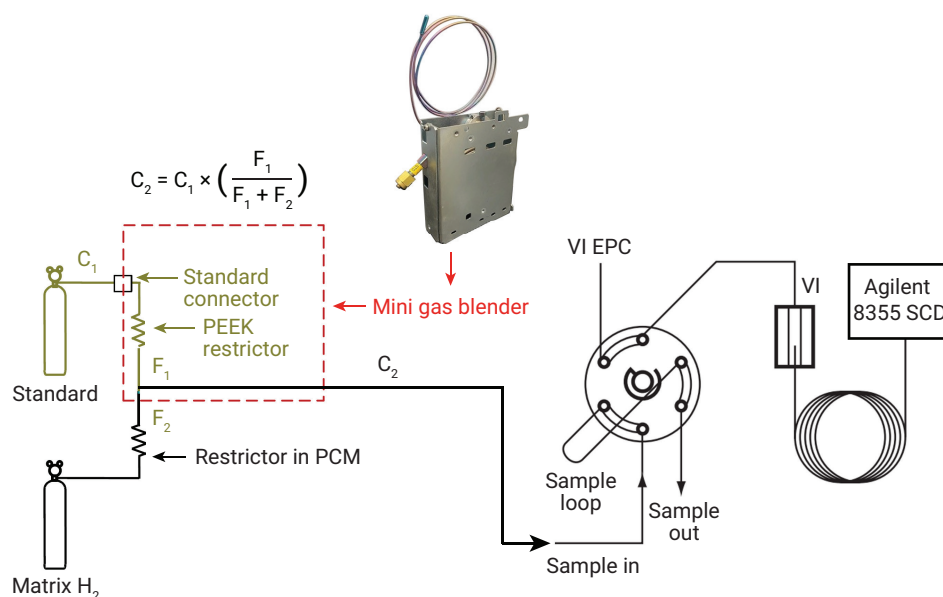 C₂ = C₁ × (F₁ / (F₁ + F₂))
VI EPC
C₁
Standard
connector
PEEK
restrictor
Mini gas blender
VI
Agilent
8355 SCD
Standard
F₁
C₂
F₂
Restrictor in PCM
Sample
loop
Sample
out
Sample in
Matrix H₂